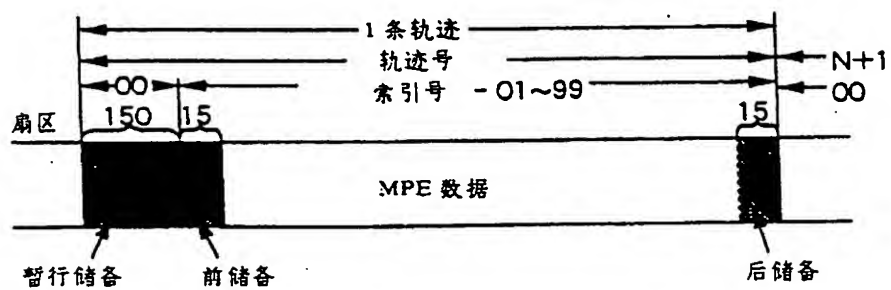 1条轨迹
轨迹号 N+1
00 索引号 -01~99 00
扇区 150 15 15
MPE 数据
暂行储备 前储备 后储备